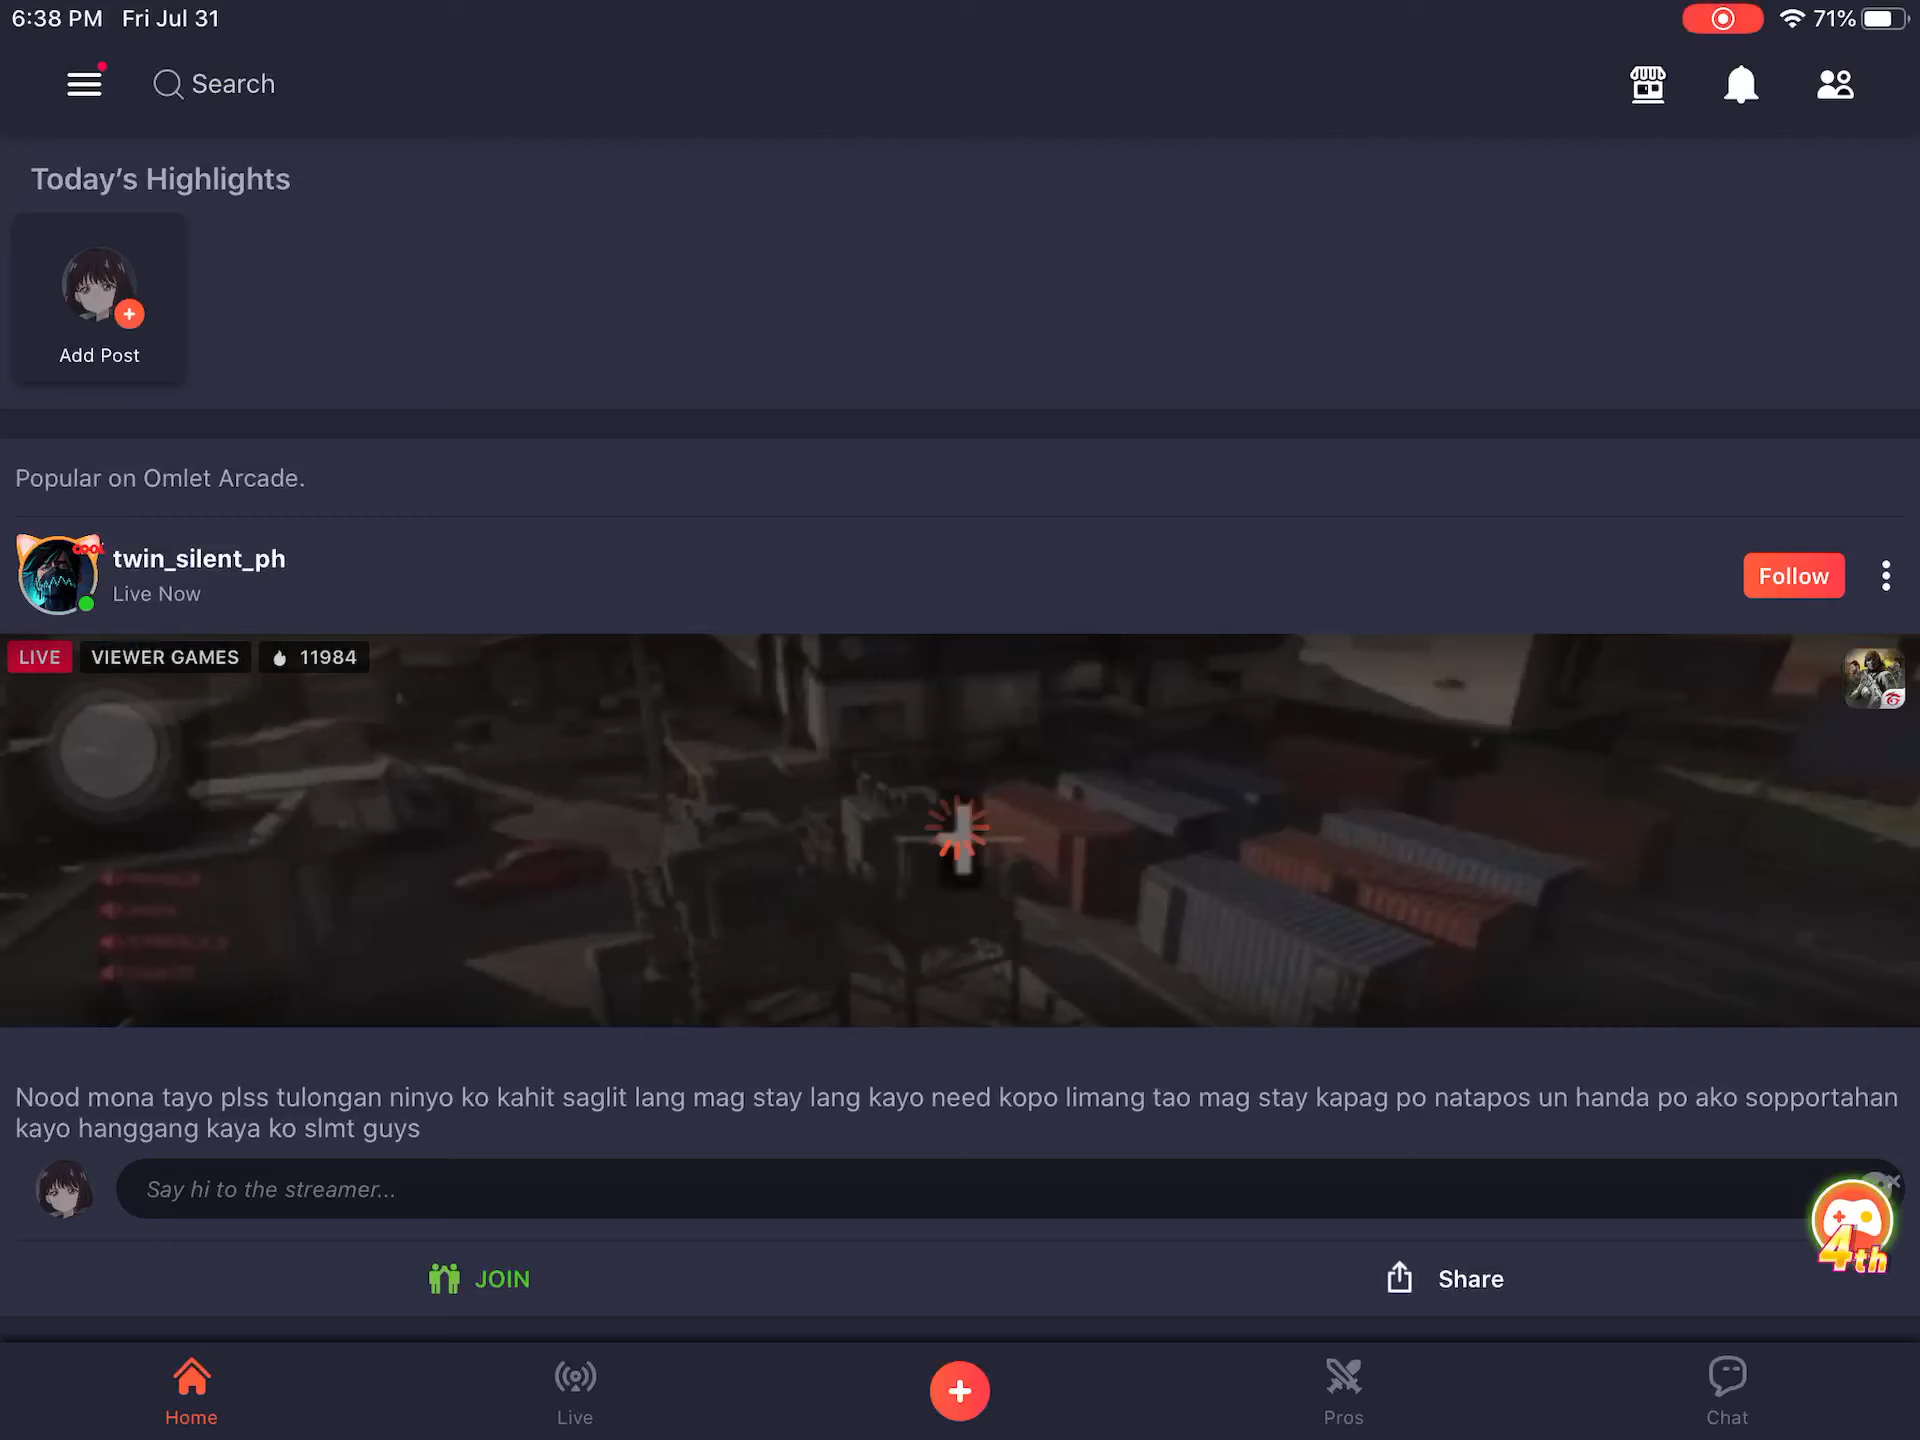 6:38 PM Fri Jul 31
71%
Search
Today’s Highlights
Add Post
Popular on Omlet Arcade.
COOL
twin_silent_ph
Live Now
Follow
LIVE
VIEWER GAMES
11984
Nood mona tayo plss tulongan ninyo ko kahit saglit lang mag stay lang kayo need kopo limang tao mag stay kapag po natapos un handa po ako sopportahan
kayo hanggang kaya ko slmt guys
Say hi to the streamer...
4th
JOIN
Share
Home
Live
Pros
Chat